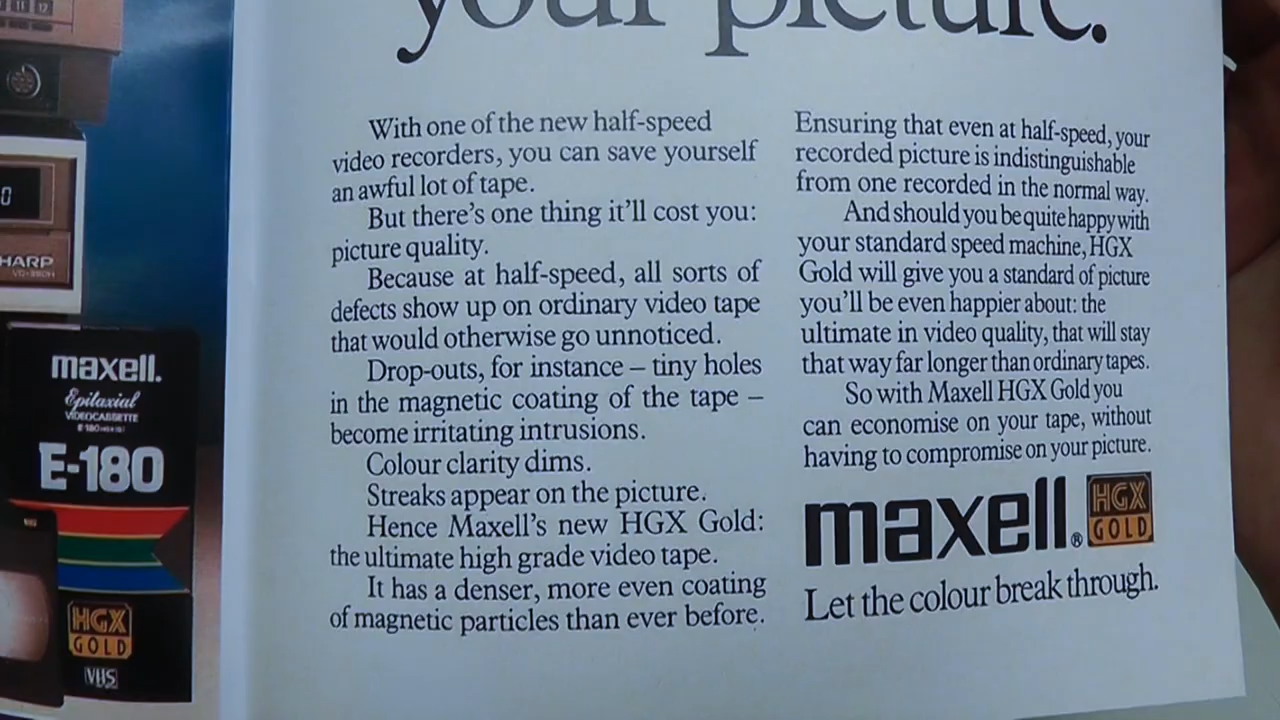 your picture.
With one of the new half-speed
video recorders, you can save yourself
an awful lot of tape.
But there's one thing it'll cost you:
picture quality.
Because at half-speed, all sorts of
defects show up on ordinary video tape
that would otherwise go unnoticed.
Drop-outs, for instance – tiny holes
in the magnetic coating of the tape –
become irritating intrusions.
Colour clarity dims.
Streaks appear on the picture.
Hence Maxell's new HGX Gold:
the ultimate high grade video tape.
It has a denser, more even coating
of magnetic particles than ever before.
Ensuring that even at half-speed, your
recorded picture is indistinguishable
from one recorded in the normal way.
And should you be quite happy with
your standard speed machine, HGX
Gold will give you a standard of picture
you'll be even happier about: the
ultimate in video quality, that will stay
that way far longer than ordinary tapes.
So with Maxell HGX Gold you
can economise on your tape, without
having to compromise on your picture.
maxell®
HGX
GOLD
Let the colour break through.
HARP
maxell.
Epitaxial
VIDEOCASSETTE
E-180
HGX
GOLD
VHS